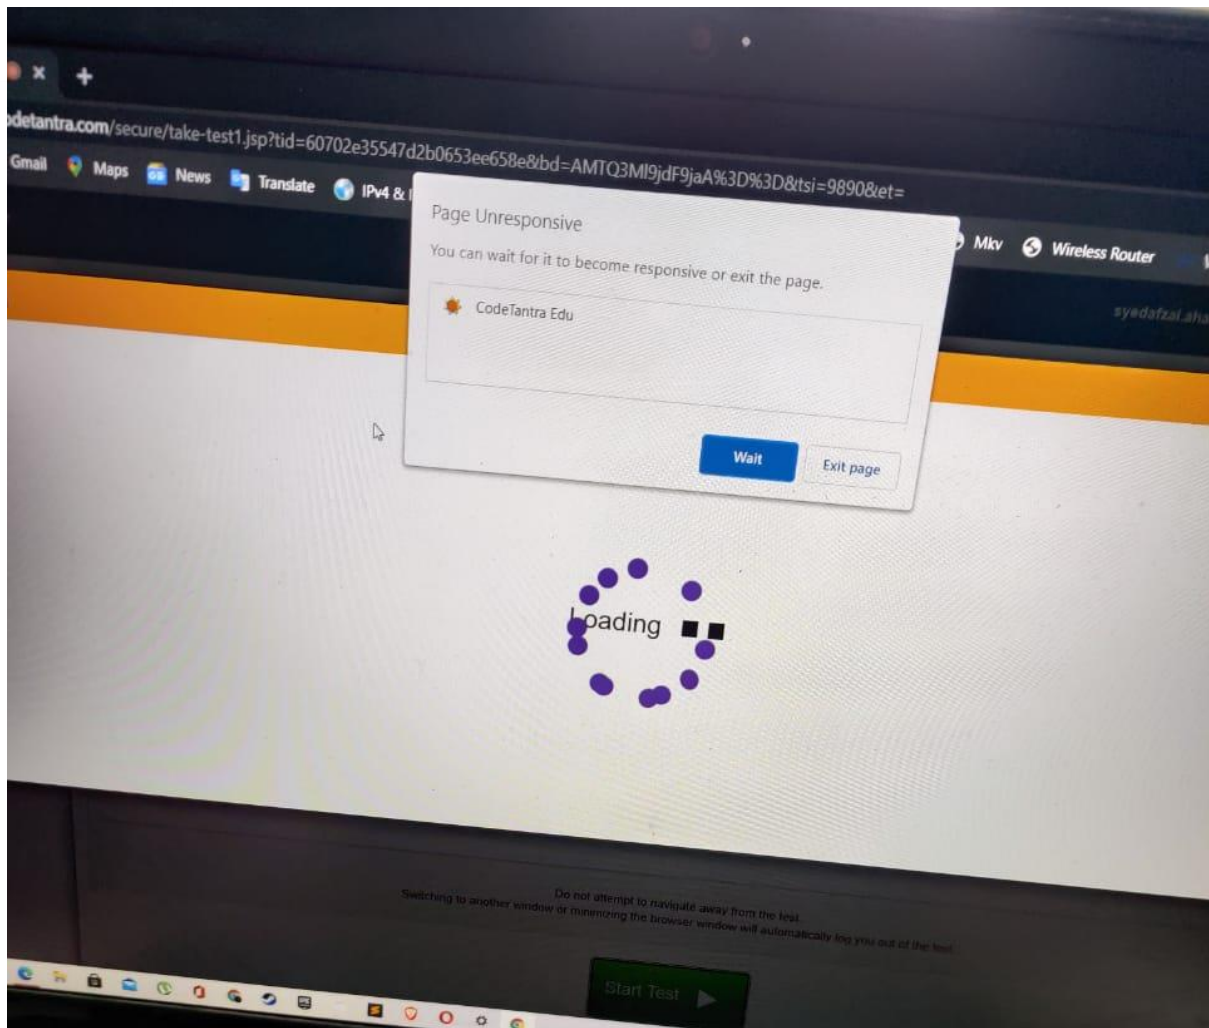 odetantra.com/secure/take-test1.jsp?tid=60702e35547d2b0653ee658e&bd=AMTQ3Ml9jdF9jaA%3D%3D&tsi=9890&et=
Gmail Maps News Translate IPv4 & Mkv Wireless Router
syedafzal.aha
Page Unresponsive
You can wait for it to become responsive or exit the page.
CodeTantra Edu
Wait Exit page
Loading
Do not attempt to navigate away from the test.
Switching to another window or minimizing the browser window will automatically log you out of the test.
Start Test